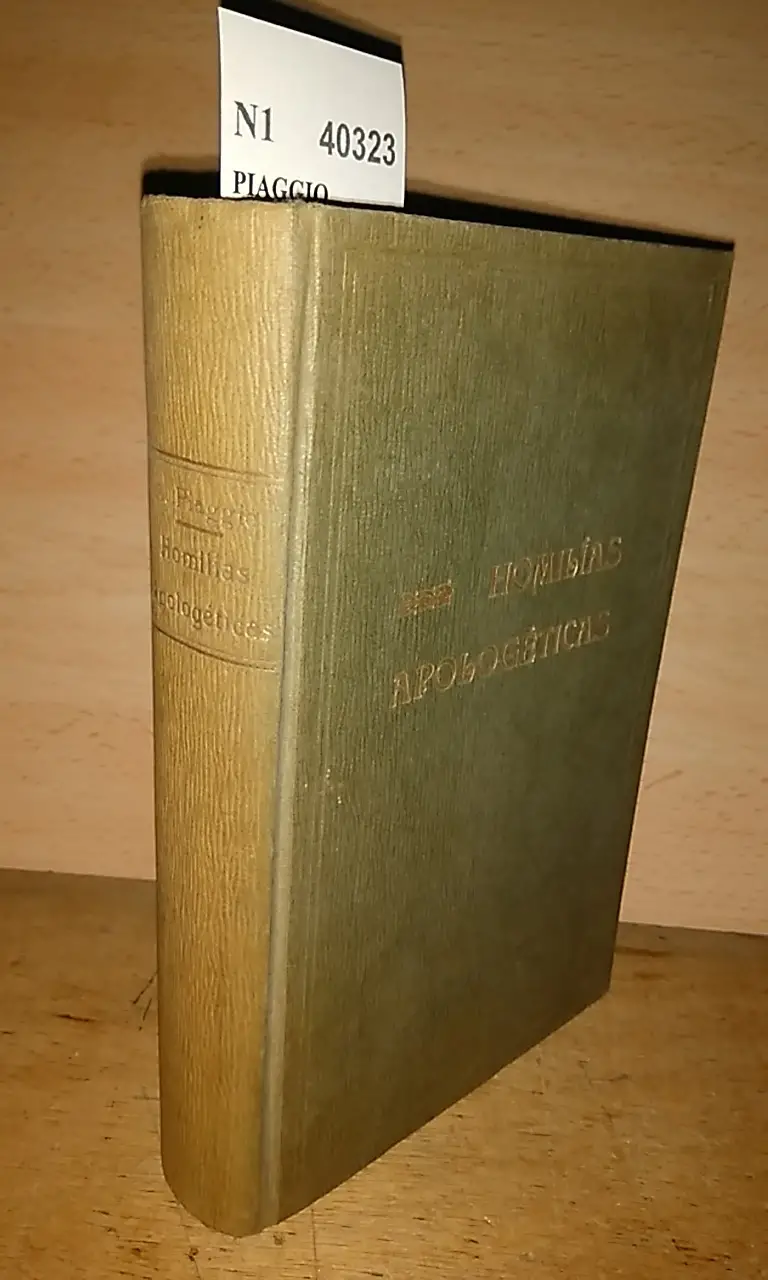 N1 40323
PIAGGIO
Piaggio
Homilías
Apologéticas
HOMILÍAS
APOLOGÉTICAS